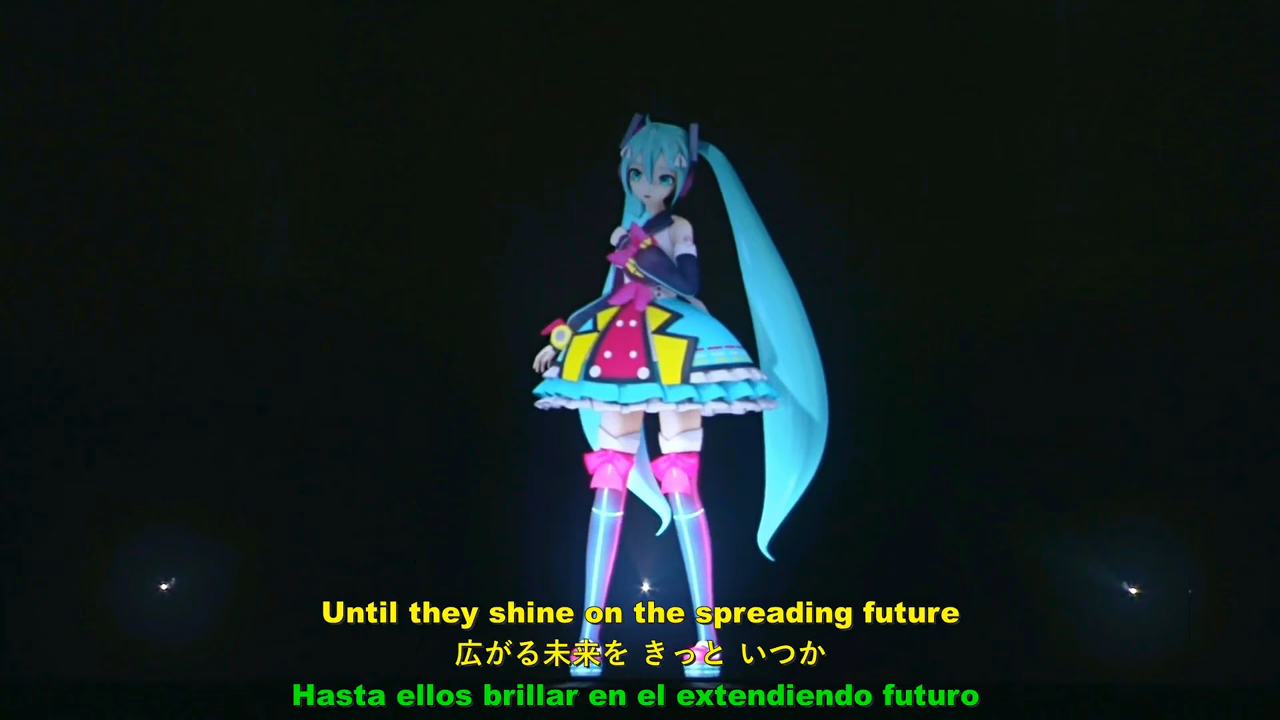 Until they shine on the spreading future
広がる未来を きっと いつか
Hasta ellos brillar en el extendiendo futuro